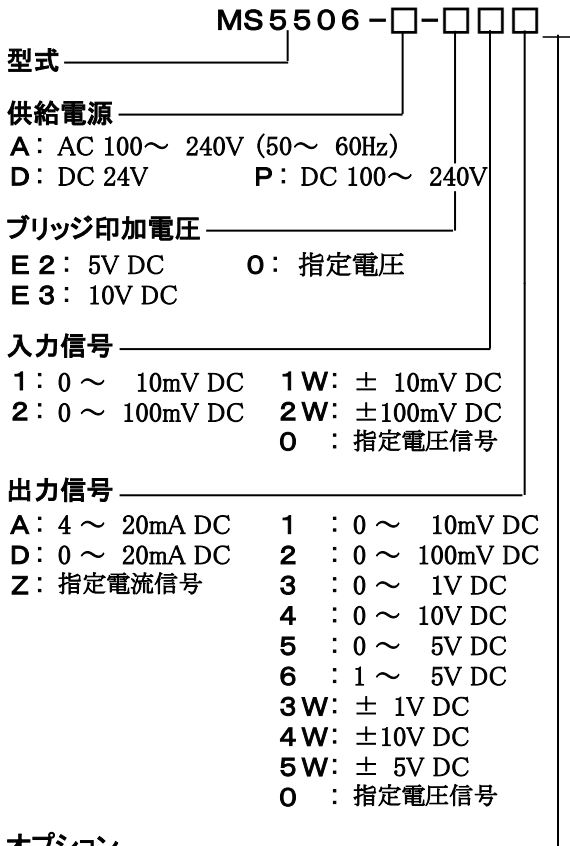 MS5506-□-□□□
型式
供給電源
A: AC 100～ 240V (50～ 60Hz)
D: DC 24V P: DC 100～ 240V
ブリッジ印加電圧
E2: 5V DC 0: 指定電圧
E3: 10V DC
入力信号
1: 0 ～ 10mV DC 1W: ± 10mV DC
2: 0 ～ 100mV DC 2W: ±100mV DC
0 : 指定電圧信号
出力信号
A: 4 ～ 20mA DC 1 : 0 ～ 10mV DC
D: 0 ～ 20mA DC 2 : 0 ～ 100mV DC
Z: 指定電流信号 3 : 0 ～ 1V DC
4 : 0 ～ 10V DC
5 : 0 ～ 5V DC
6 : 1 ～ 5V DC
3W: ± 1V DC
4W: ±10V DC
5W: ± 5V DC
0 : 指定電圧信号
オプション